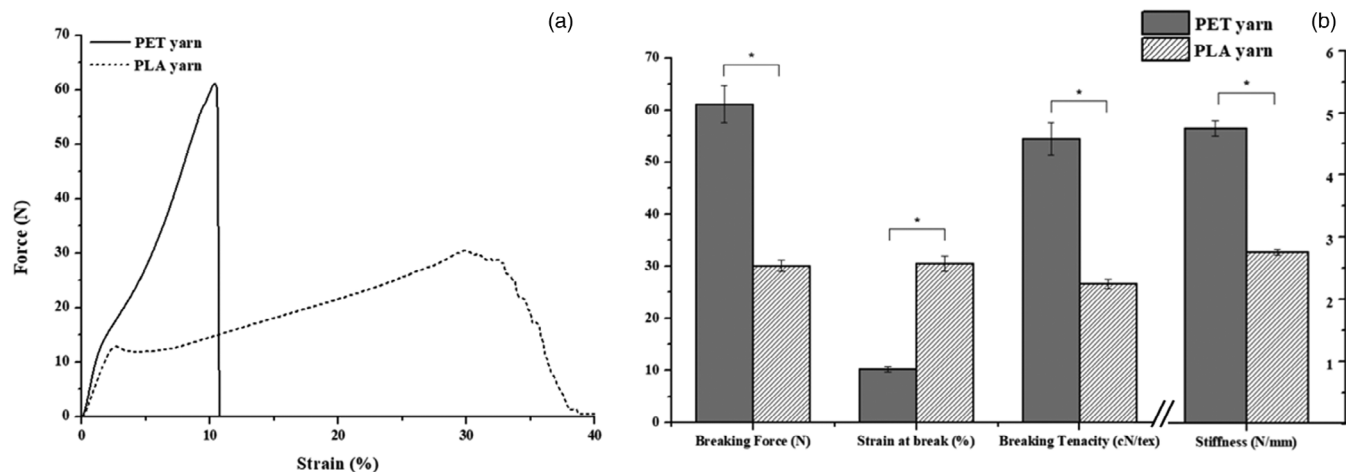 (a)
PET yarn
PLA yarn
70
60
50
40
30
20
10
0
Force (N)
0 10 20 30 40
Strain (%)
PET yarn
PLA yarn
(b)
70
60
50
40
30
20
10
0
* * * *
6
5
4
3
2
1
Breaking Force (N) Strain at break (%) Breaking Tenacity (cN/tex) Stiffness (N/mm)